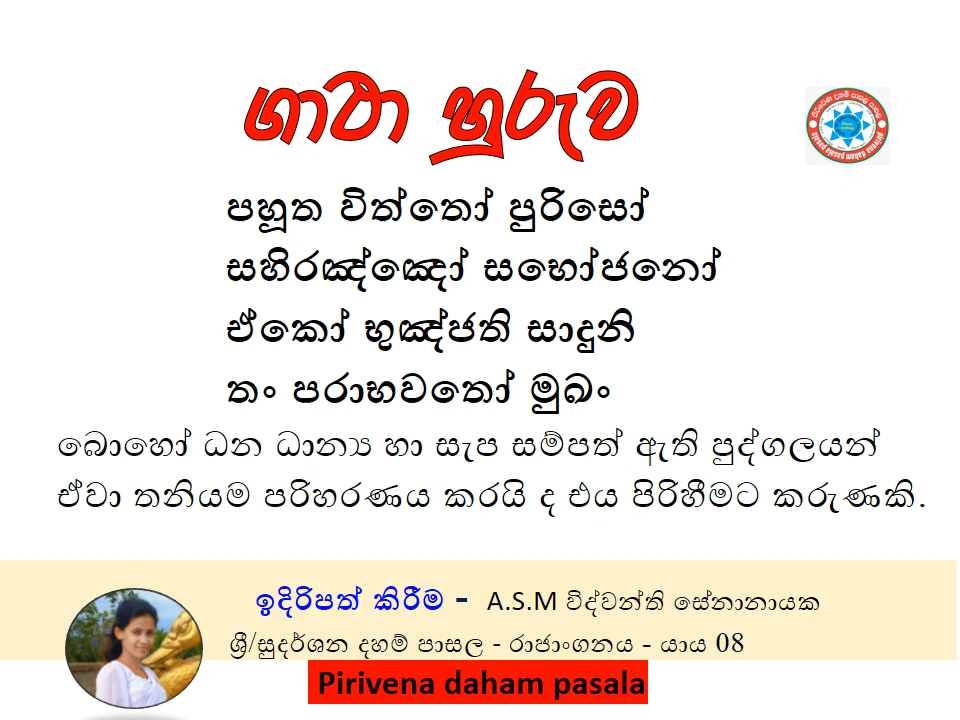 ගාථා හුරුව
පහූත විත්තෝ පුරිසෝ
සහිරඤ්ඤෝ සභෝජනෝ
ඒකෝ භුඤ්ජති සාදුනි
තං පරාභවතෝ මුඛං
බොහෝ ධන ධාන්‍ය හා සැප සම්පත් ඇති පුද්ගලයන්
ඒවා තනියම පරිහරණය කරයි ද එය පිරිහීමට කරුණකි.
ඉදිරිපත් කිරීම - A.S.M විද්වන්ති සේනානායක
ශ්‍රී/සුදර්ශන දහම් පාසල - රාජාංගනය - යාය 08
Pirivena daham pasala